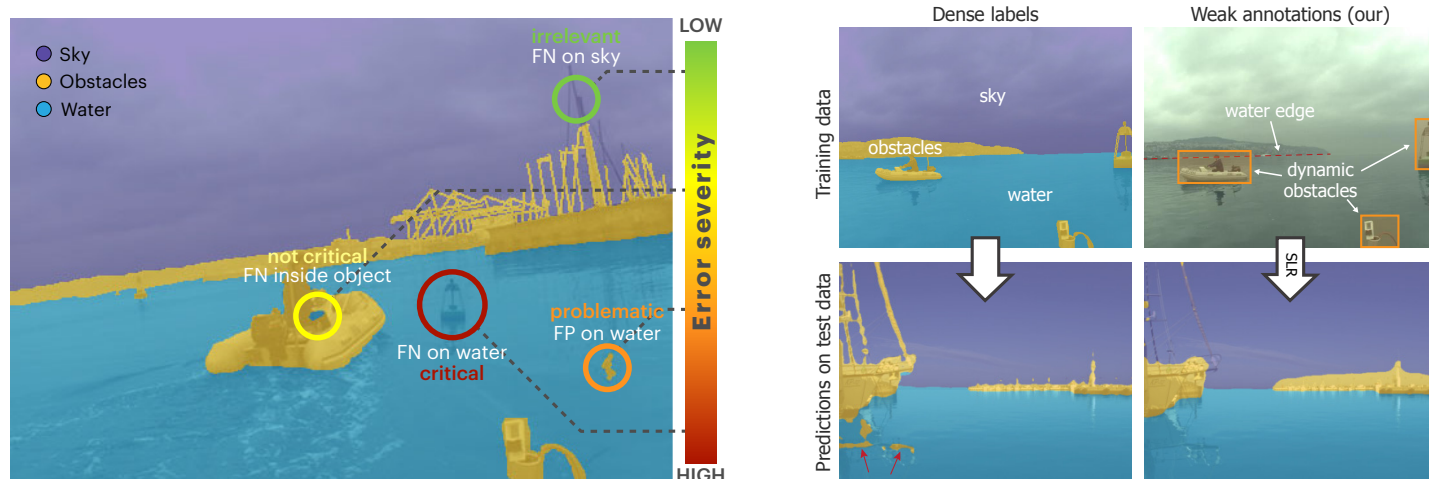 Sky
Obstacles
Water
irrelevant
FN on sky
not critical
FN inside object
FN on water
critical
problematic
FP on water
LOW
Error severity
HIGH
Dense labels
Weak annotations (our)
Training data
sky
obstacles
water
water edge
dynamic
obstacles
SLR
Predictions on test data